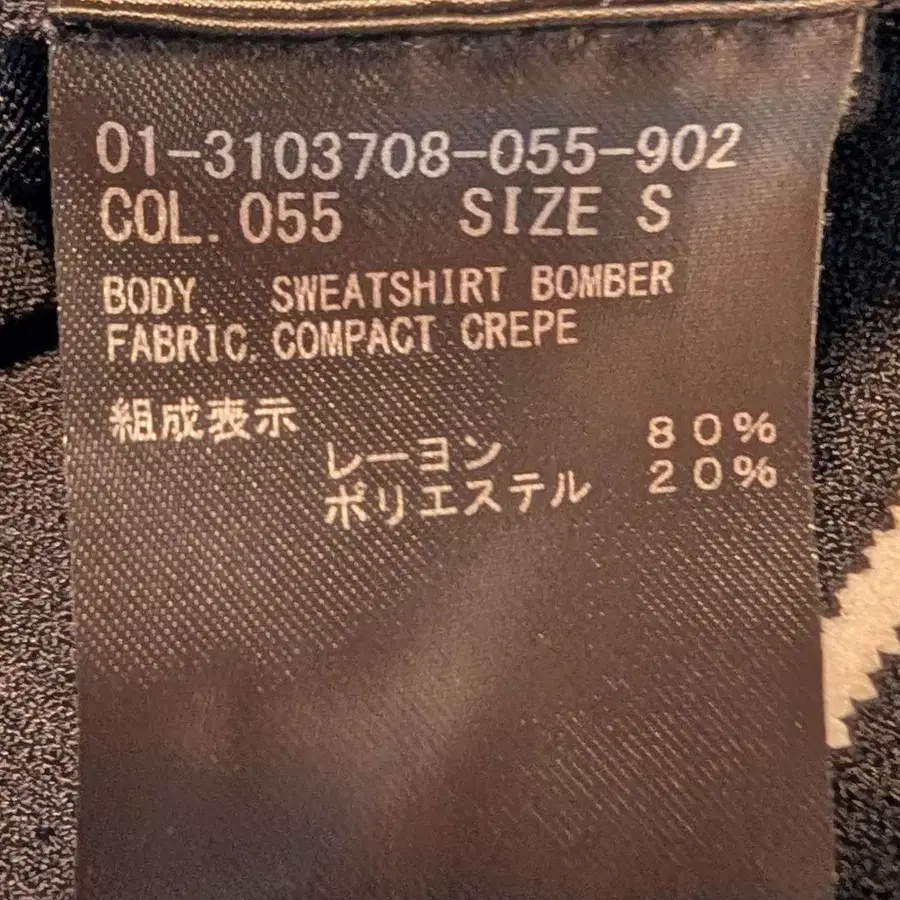 01-3103708-055-902
COL. 055 SIZE S
BODY. SWEATSHIRT BOMBER
FABRIC. COMPACT CREPE
組成表示
レーヨン 80%
ポリエステル 20%